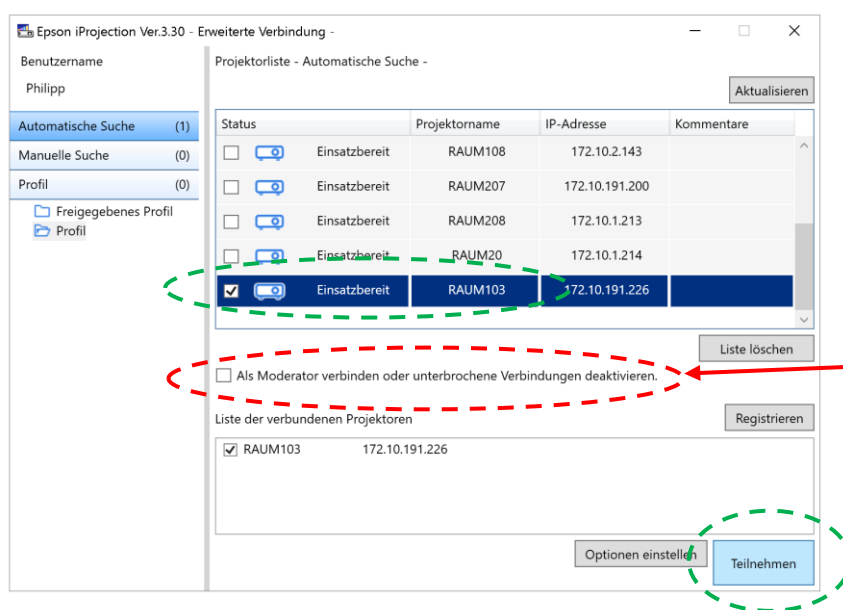 Epson iProjection Ver.3.30 - Erweiterte Verbindung -
Benutzername
Philipp
Automatische Suche (1)
Manuelle Suche (0)
Profil (0)
Freigegebenes Profil
Profil
Projektorliste - Automatische Suche -
Aktualisieren
Status Projektorname IP-Adresse Kommentare
Einsatzbereit RAUM108 172.10.2.143
Einsatzbereit RAUM207 172.10.191.200
Einsatzbereit RAUM208 172.10.1.213
Einsatzbereit RAUM20 172.10.1.214
Einsatzbereit RAUM103 172.10.191.226
Liste löschen
Als Moderator verbinden oder unterbrochene Verbindungen deaktivieren.
Liste der verbundenen Projektoren
Registrieren
RAUM103 172.10.191.226
Optionen einstellen
Teilnehmen